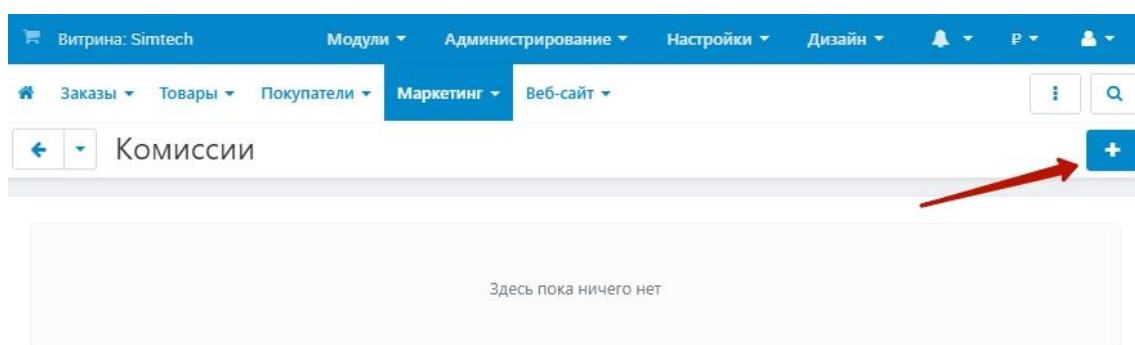 Витрина: Simtech Модули Администрирование Настройки Дизайн ₽
Заказы Товары Покупатели Маркетинг Веб-сайт
Комиссии
Здесь пока ничего нет